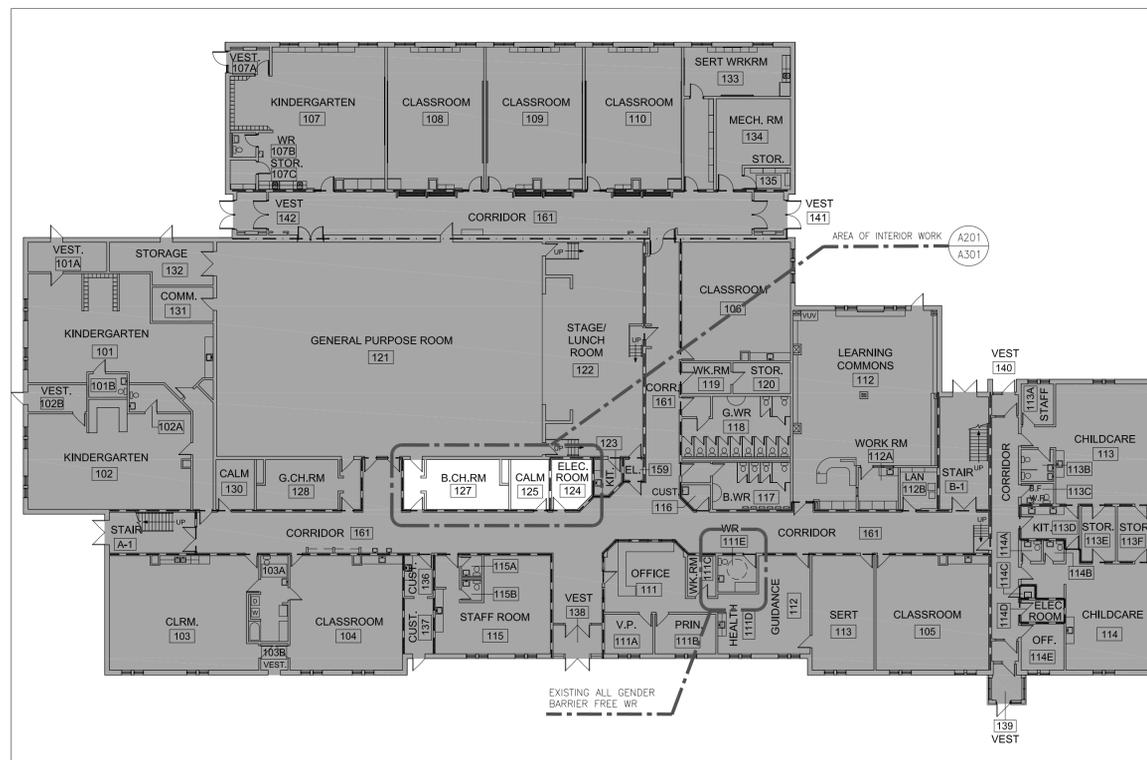 VEST.
107A
KINDERGARTEN
107
WR
107B
STOR.
107C
CLASSROOM
108
CLASSROOM
109
CLASSROOM
110
SERT WRKRM
133
MECH. RM
134
STOR.
135
VEST
142
CORRIDOR 161
VEST
141
AREA OF INTERIOR WORK
A201
A301
VEST.
101A
STORAGE
132
COMM.
131
KINDERGARTEN
101
101B
VEST.
102B
102A
KINDERGARTEN
102
GENERAL PURPOSE ROOM
121
UP
STAGE/
LUNCH
ROOM
122
UP
UP
CORR.
161
CLASSROOM
106
WK.RM
119
STOR.
120
G.WR
118
VUV
LEARNING
COMMONS
112
WORK RM
112A
LAN
112B
VEST
140
STAIR
B-1
UP
CORRIDOR
113A
STAFF
CHILDCARE
113
113B
B.F
W.R
113C
CALM
130
G.CH.RM
128
B.CH.RM
127
CALM
125
ELEC.
ROOM
124
123
KIT.
EL.
159
CUST.
116
B.WR
117
STAIR
A-1
UP
CORRIDOR 161
CORRIDOR 161
UP
WR
111E
KIT.
113D
STOR.
113E
STOR
113F
103A
W
CLRM.
103
103B
VEST.
CLASSROOM
104
CUST.
136
CUST.
137
115A
115B
STAFF ROOM
115
VEST
138
OFFICE
111
WK.RM
111C
V.P.
111A
PRIN.
111B
HEALTH
111D
GUIDANCE
112
SERT
113
CLASSROOM
105
114A
114C
114B
114D
ELEC
ROOM
OFF.
114E
CHILDCARE
114
EXISTING ALL GENDER
BARRIER FREE WR
139
VEST